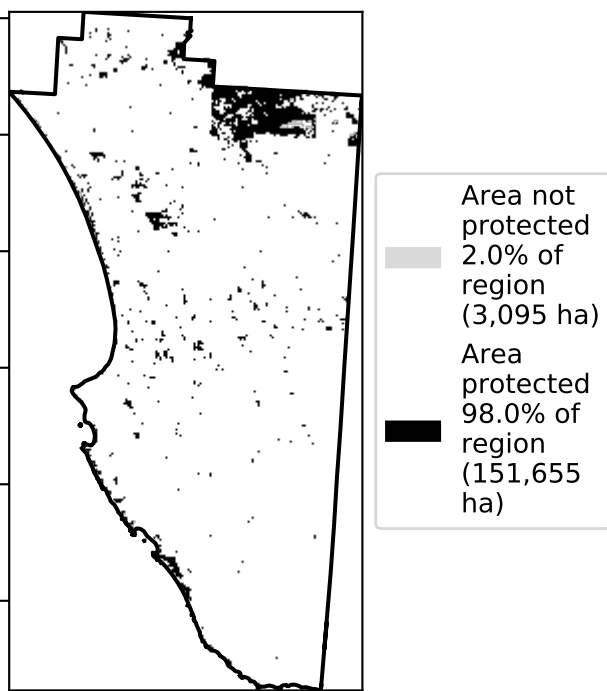 Area not
protected
2.0% of
region
(3,095 ha)
Area
protected
98.0% of
region
(151,655
ha)